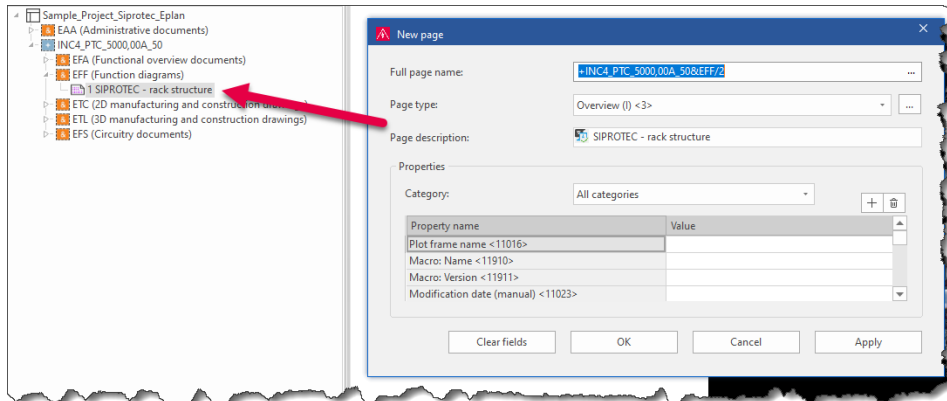 Sample_Project_Siprotec_Eplan
EAA (Administrative documents)
INC4_PTC_5000,00A_50
EFA (Functional overview documents)
EFF (Function diagrams)
1 SIPROTEC - rack structure
ETC (2D manufacturing and construction drawings)
ETL (3D manufacturing and construction drawings)
EFS (Circuitry documents)
New page
Full page name: +INC4_PTC_5000,00A_50&EFF/2 ...
Page type: Overview (I) <3> ...
Page description: SIPROTEC - rack structure
Properties
Category: All categories
Property name Value
Plot frame name <11016>
Macro: Name <11910>
Macro: Version <11911>
Modification date (manual) <11023>
Clear fields OK Cancel Apply